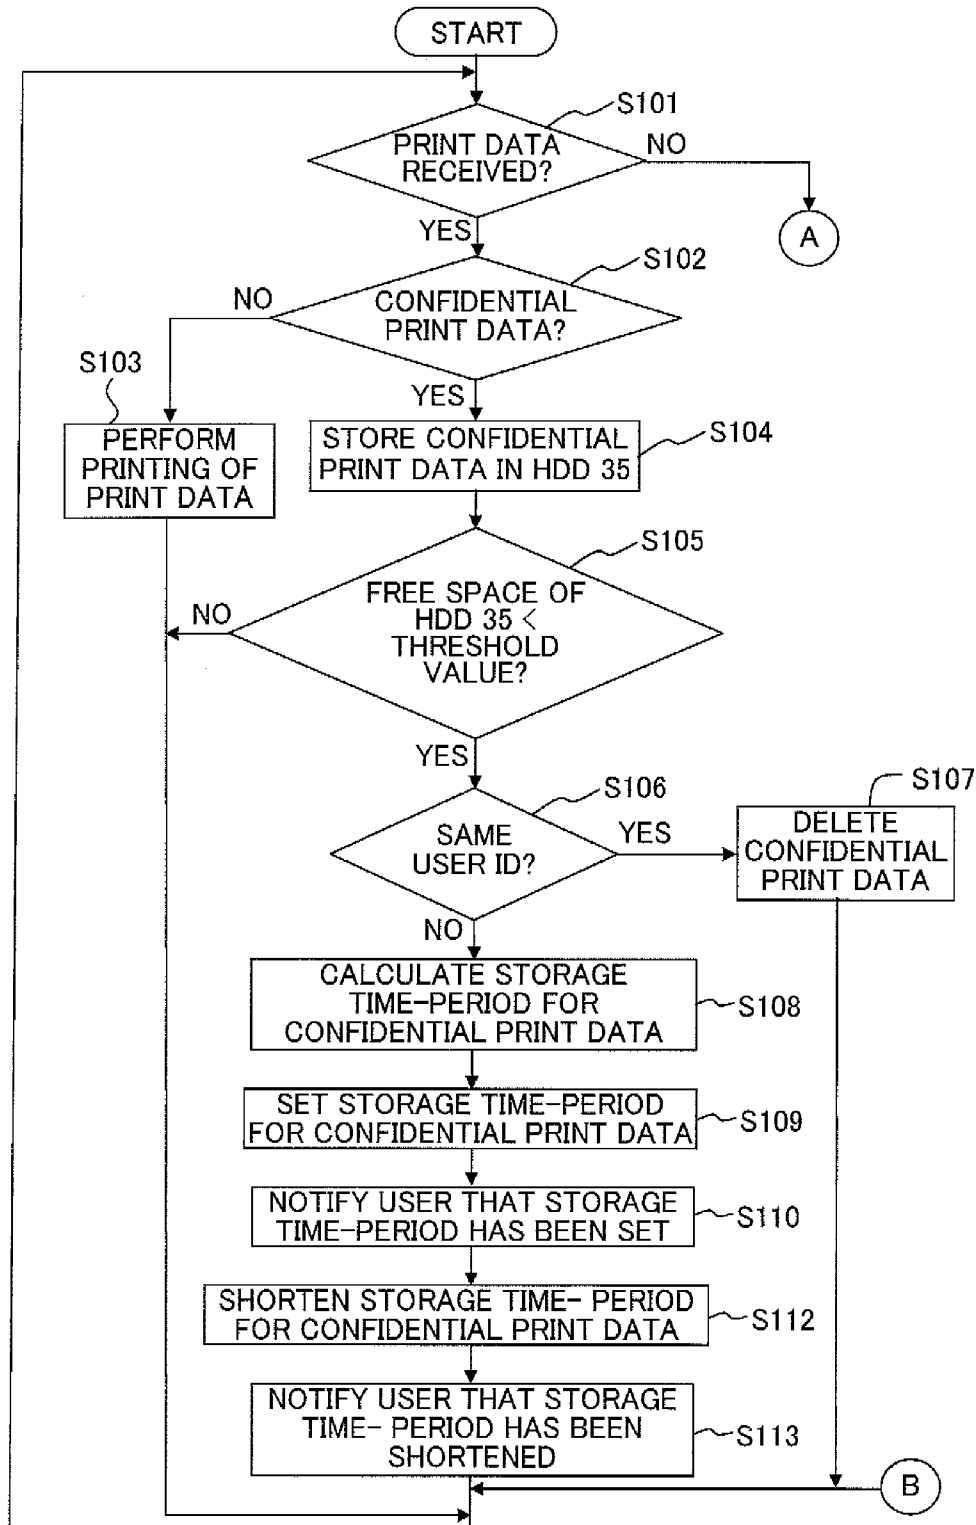 START
S101
PRINT DATA
RECEIVED?
NO
YES
A
S102
CONFIDENTIAL
PRINT DATA?
NO
YES
S103
PERFORM
PRINTING OF
PRINT DATA
STORE CONFIDENTIAL
PRINT DATA IN HDD 35
S104
S105
FREE SPACE OF
HDD 35 <
THRESHOLD
VALUE?
NO
YES
S106
SAME
USER ID?
YES
NO
S107
DELETE
CONFIDENTIAL
PRINT DATA
CALCULATE STORAGE
TIME-PERIOD FOR
CONFIDENTIAL PRINT DATA
S108
SET STORAGE TIME-PERIOD
FOR CONFIDENTIAL PRINT DATA
S109
NOTIFY USER THAT STORAGE
TIME-PERIOD HAS BEEN SET
S110
SHORTEN STORAGE TIME- PERIOD
FOR CONFIDENTIAL PRINT DATA
S112
NOTIFY USER THAT STORAGE
TIME- PERIOD HAS BEEN
SHORTENED
S113
B